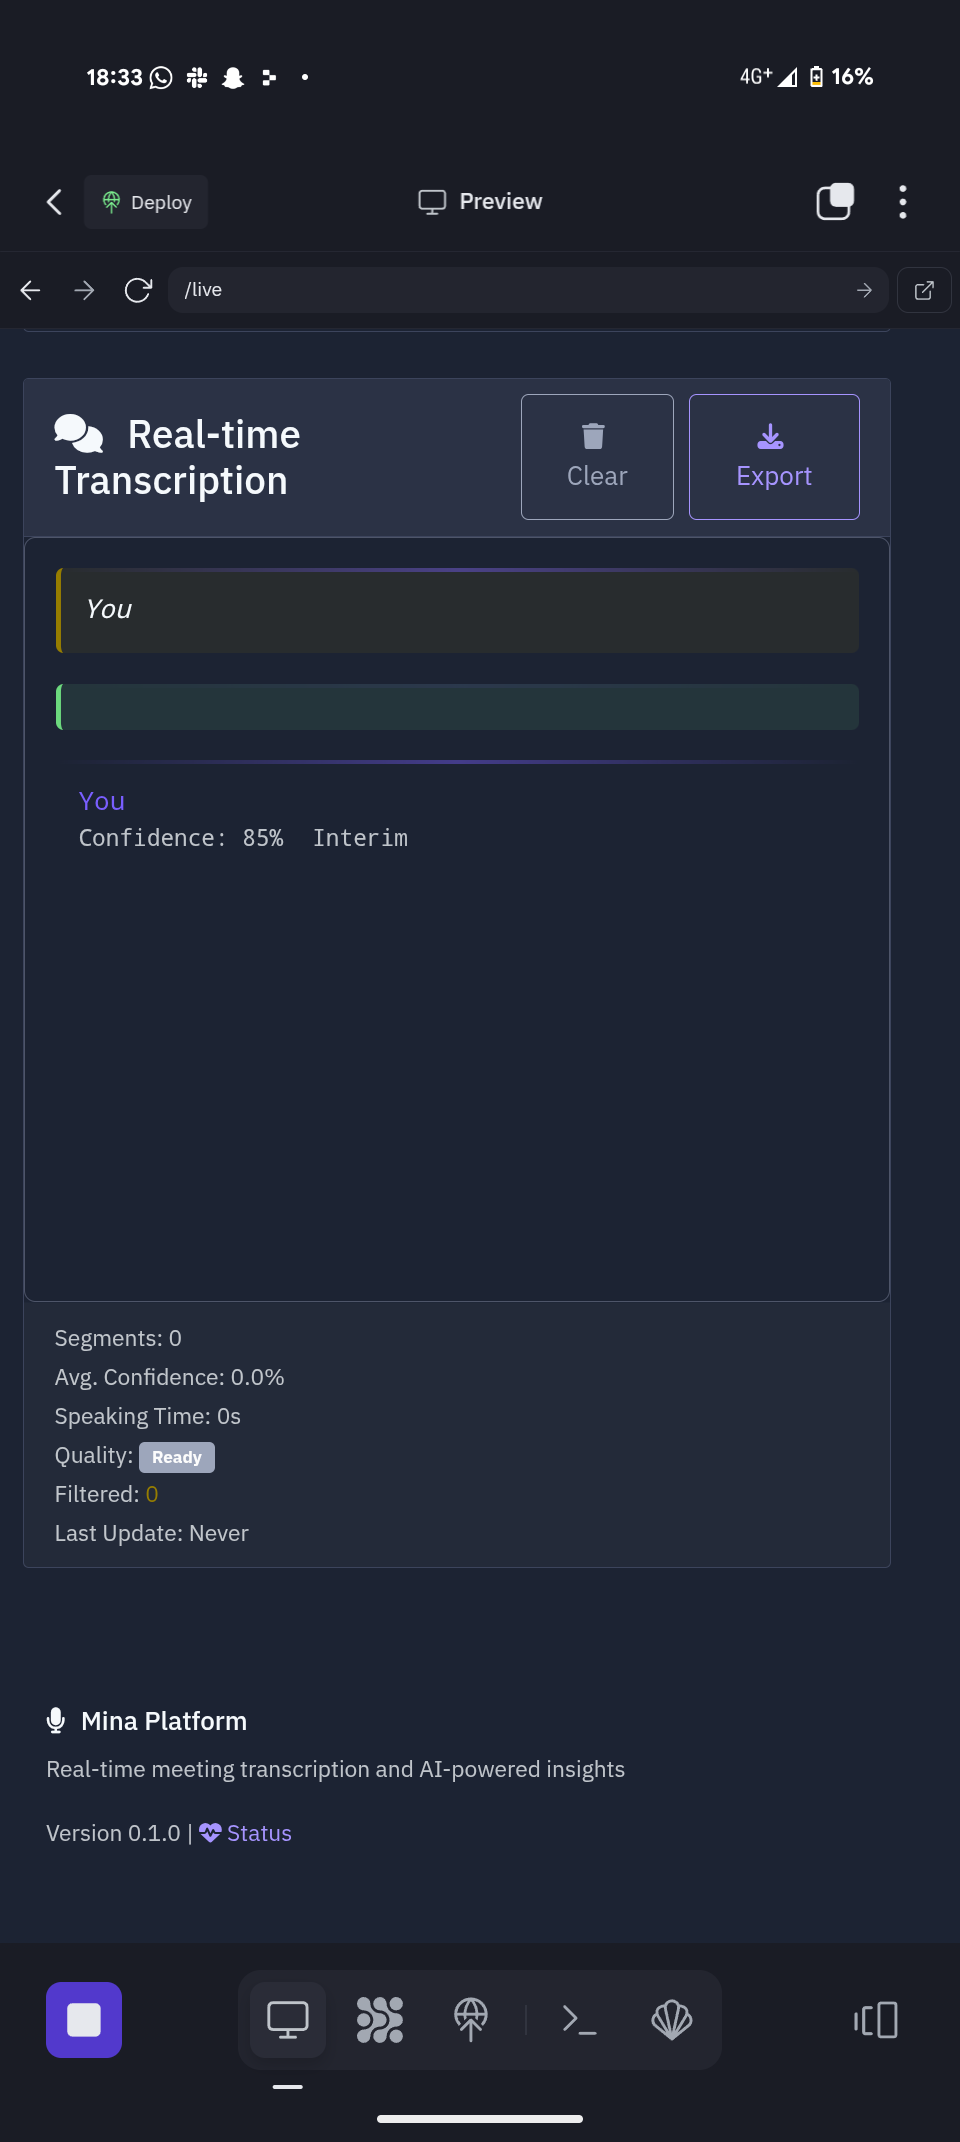 18:33
4G+
16%
Deploy
Preview
/live
Real-time
Transcription
Clear
Export
You
You
Confidence: 85% Interim
Segments: 0
Avg. Confidence: 0.0%
Speaking Time: 0s
Quality: Ready
Filtered: 0
Last Update: Never
Mina Platform
Real-time meeting transcription and AI-powered insights
Version 0.1.0 | Status